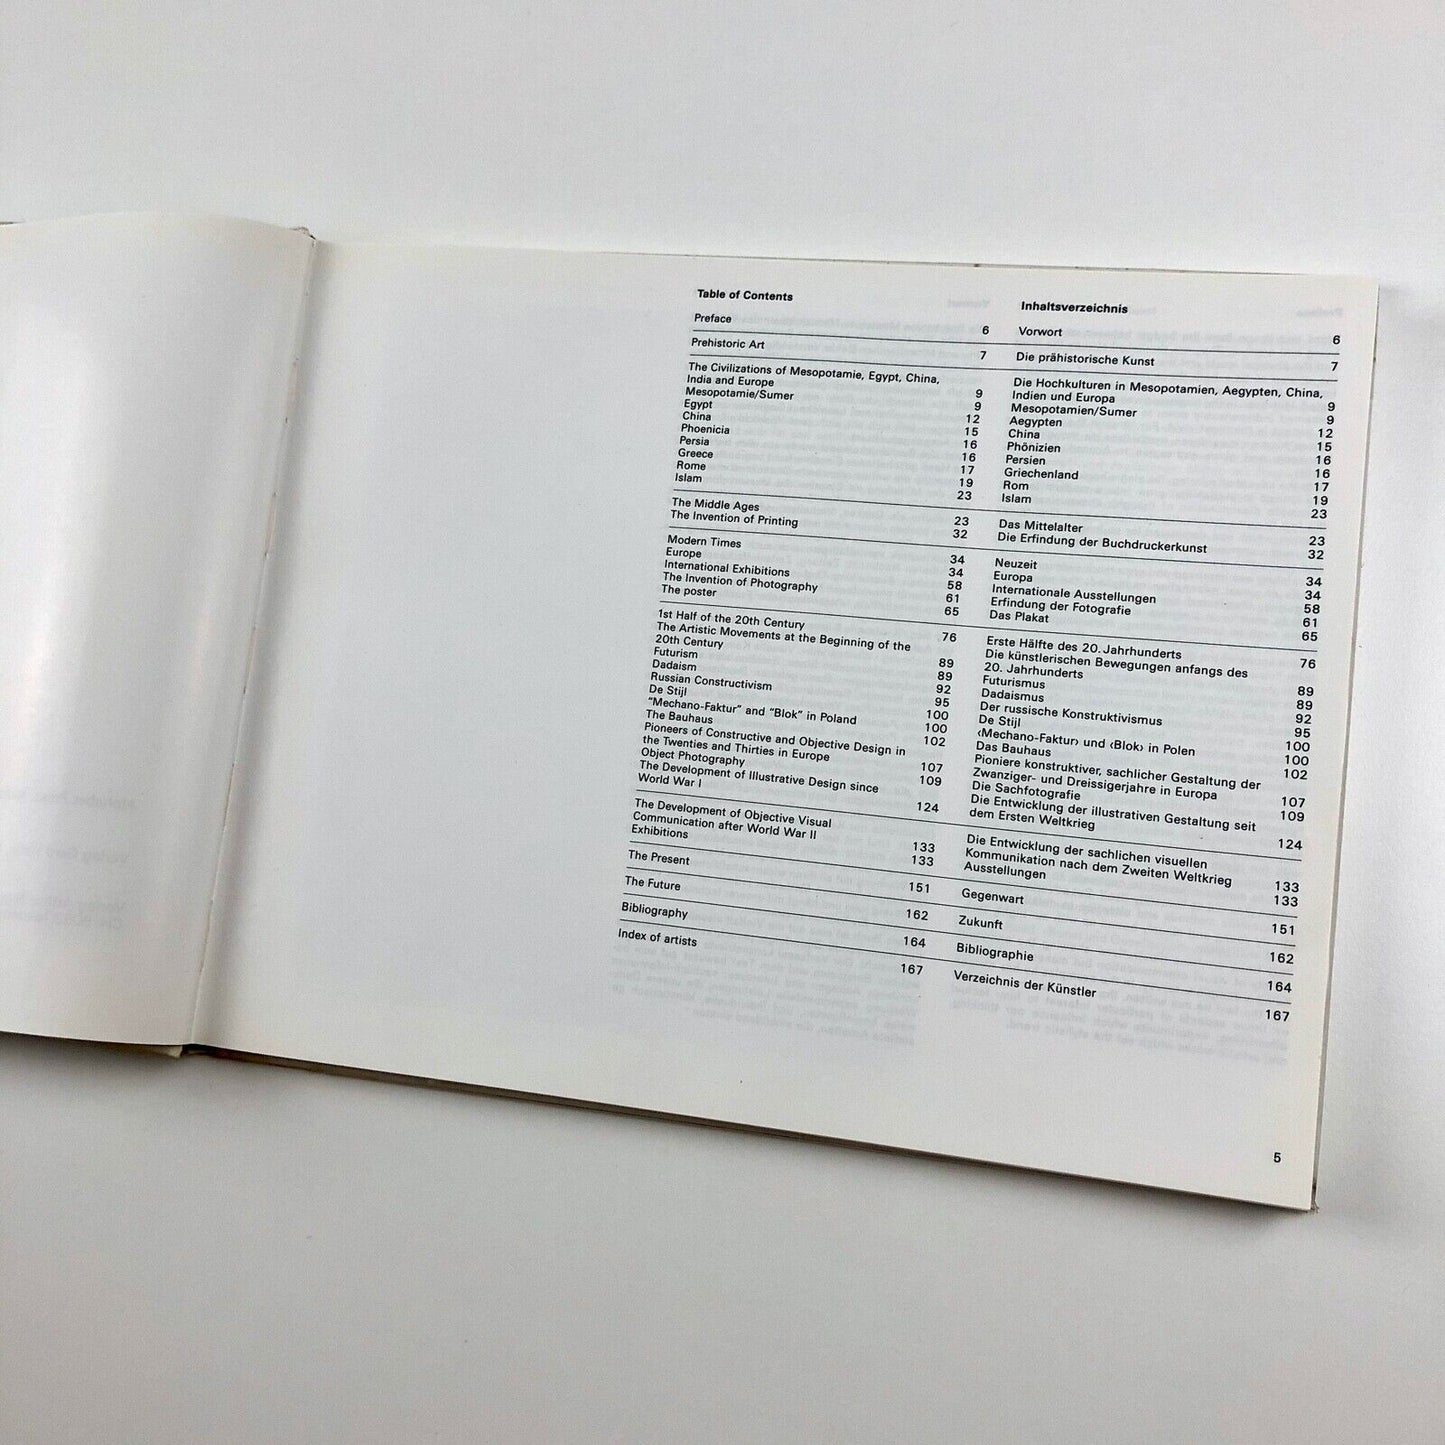 Table of Contents
Preface 6
Prehistoric Art 7
The Civilizations of Mesopotamie, Egypt, China,
India and Europe 9
Mesopotamie/Sumer 9
Egypt 12
China 15
Phoenicia 16
Persia 16
Greece 17
Rome 19
Islam 23
The Middle Ages 23
The Invention of Printing 32
Modern Times 34
Europe 34
International Exhibitions 58
The Invention of Photography 61
The poster 65
1st Half of the 20th Century 76
The Artistic Movements at the Beginning of the
20th Century 89
Futurism 89
Dadaism 92
Russian Constructivism 95
De Stijl 100
"Mechano-Faktur" and "Blok" in Poland 100
The Bauhaus 102
Pioneers of Constructive and Objective Design in
the Twenties and Thirties in Europe 107
Object Photography 109
The Development of Illustrative Design since
World War I 124
The Development of Objective Visual
Communication after World War II 133
Exhibitions 133
The Present 151
The Future 162
Bibliography 164
Index of artists 167
Inhaltsverzeichnis
Vorwort 6
Die prähistorische Kunst 7
Die Hochkulturen in Mesopotamien, Aegypten, China,
Indien und Europa 9
Mesopotamien/Sumer 9
Aegypten 12
China 15
Phönizien 16
Persien 16
Griechenland 17
Rom 19
Islam 23
Das Mittelalter 23
Die Erfindung der Buchdruckerkunst 32
Neuzeit 34
Europa 34
Internationale Ausstellungen 58
Erfindung der Fotografie 61
Das Plakat 65
Erste Hälfte des 20. Jahrhunderts 76
Die künstlerischen Bewegungen anfangs des
20. Jahrhunderts 89
Futurismus 89
Dadaismus 92
Der russische Konstruktivismus 95
De Stijl 100
‹Mechano-Faktur› und ‹Blok› in Polen 100
Das Bauhaus 102
Pioniere konstruktiver, sachlicher Gestaltung der
Zwanziger- und Dreissigerjahre in Europa 107
Die Sachfotografie 109
Die Entwicklung der illustrativen Gestaltung seit
dem Ersten Weltkrieg 124
Die Entwicklung der sachlichen visuellen
Kommunikation nach dem Zweiten Weltkrieg 133
Ausstellungen 133
Gegenwart 151
Zukunft 162
Bibliographie 164
Verzeichnis der Künstler 167
5